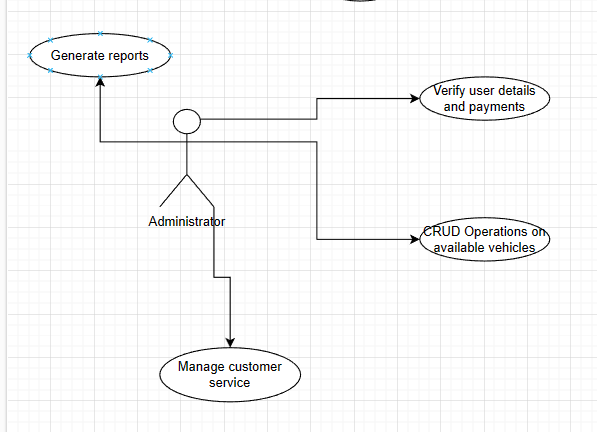 Generate reports
Verify user details
and payments
Administrator
CRUD Operations on
available vehicles
Manage customer
service